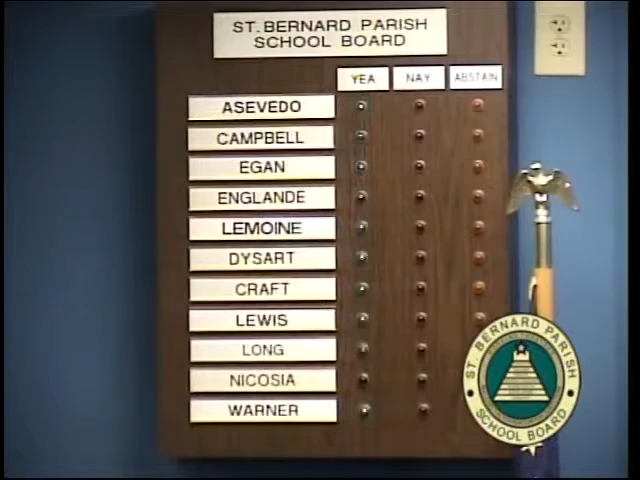 ST. BERNARD PARISH
SCHOOL BOARD
YEA NAY ABSTAIN
ASEVEDO
CAMPBELL
EGAN
ENGLANDE
LEMOINE
DYSART
CRAFT
LEWIS
LONG
NICOSIA
WARNER
ST. BERNARD PARISH
SCHOOL BOARD